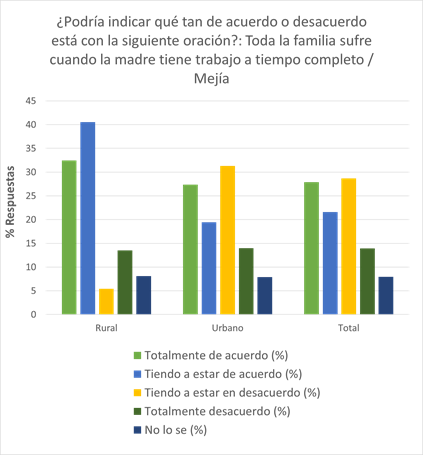 ¿Podría indicar qué tan de acuerdo o desacuerdo
está con la siguiente oración?: Toda la familia sufre
cuando la madre tiene trabajo a tiempo completo /
Mejía
% Respuestas
45
40
35
30
25
20
15
10
5
0
Rural
Urbano
Total
Totalmente de acuerdo (%)
Tiendo a estar de acuerdo (%)
Tiendo a estar en desacuerdo (%)
Totalmente desacuerdo (%)
No lo se (%)